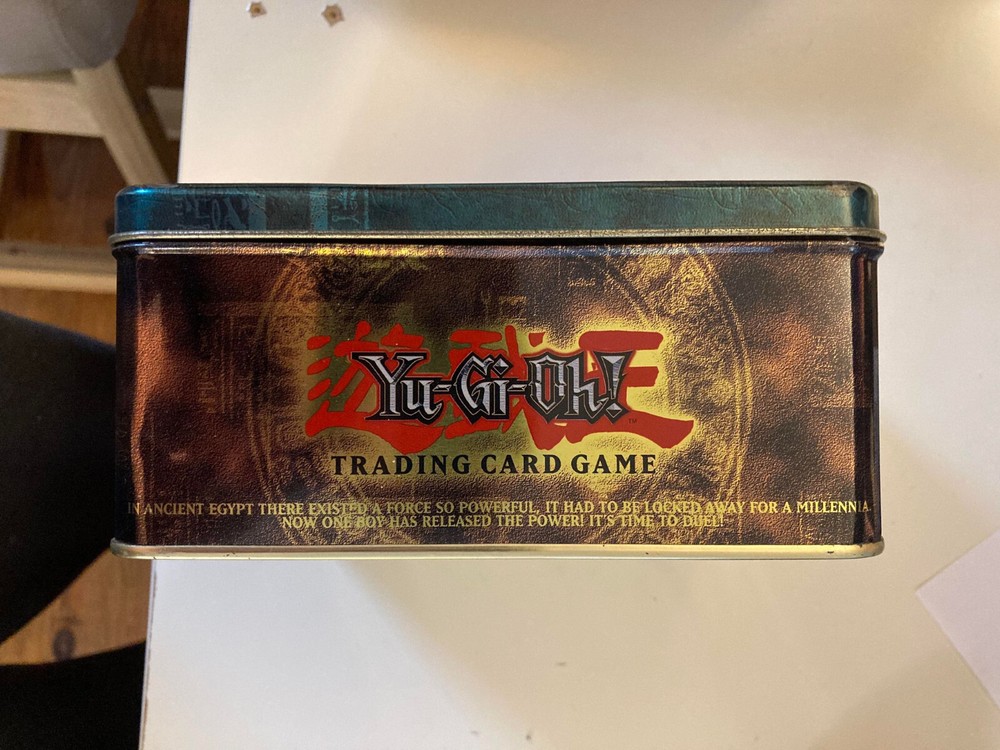 遊戯王
Yu-Gi-Oh!
TM
TRADING CARD GAME
IN ANCIENT EGYPT THERE EXISTED A FORCE SO POWERFUL, IT HAD TO BE LOCKED AWAY FOR A MILLENNIA.
NOW ONE BOY HAS RELEASED THE POWER! IT'S TIME TO DUEL!